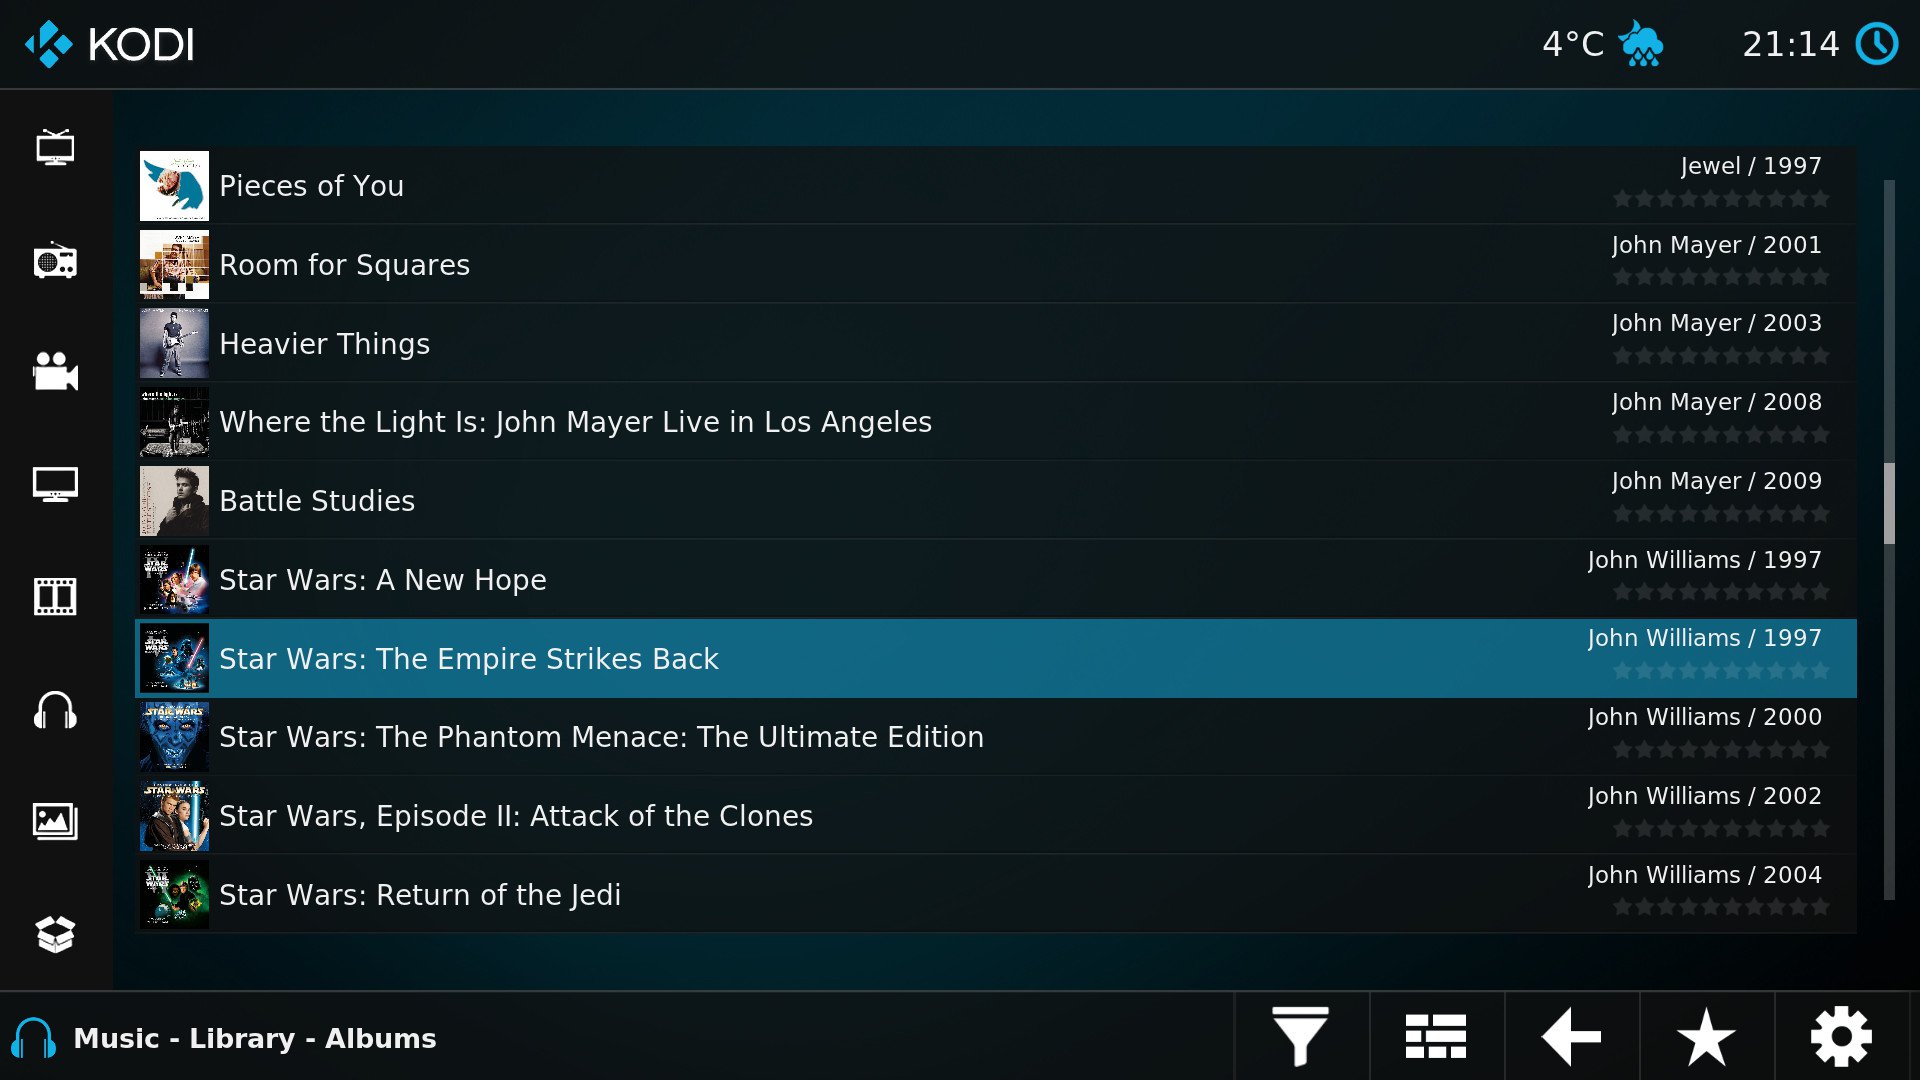 KODI
4°C
21:14
Pieces of You
Jewel / 1997
Room for Squares
John Mayer / 2001
Heavier Things
John Mayer / 2003
Where the Light Is: John Mayer Live in Los Angeles
John Mayer / 2008
Battle Studies
John Mayer / 2009
Star Wars: A New Hope
John Williams / 1997
Star Wars: The Empire Strikes Back
John Williams / 1997
STAR WARS
Star Wars: The Phantom Menace: The Ultimate Edition
John Williams / 2000
STAR WARS
Star Wars, Episode II: Attack of the Clones
John Williams / 2002
Star Wars: Return of the Jedi
John Williams / 2004
Music - Library - Albums